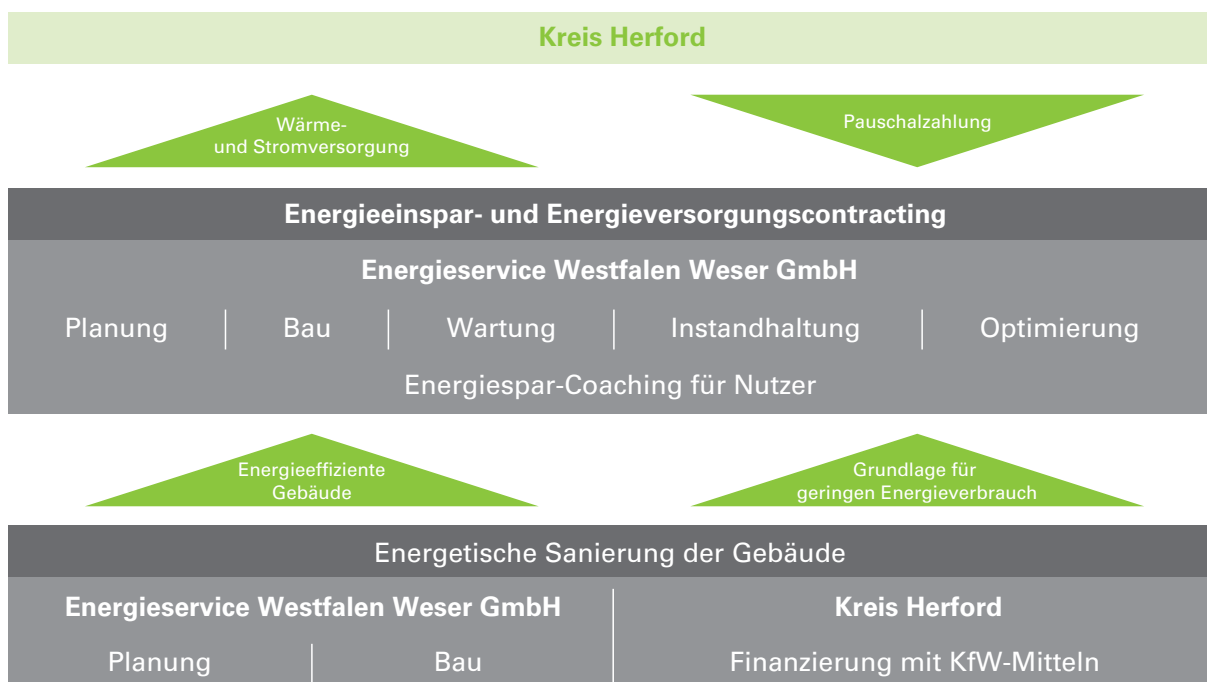 Kreis Herford
Wärme-
und Stromversorgung
Pauschalzahlung
Energieeinspar- und Energieversorgungscontracting
Energieservice Westfalen Weser GmbH
Planung
Bau
Wartung
Instandhaltung
Optimierung
Energiespar-Coaching für Nutzer
Energieeffiziente
Gebäude
Grundlage für
geringen Energieverbrauch
Energetische Sanierung der Gebäude
Energieservice Westfalen Weser GmbH
Kreis Herford
Planung
Bau
Finanzierung mit KfW-Mitteln